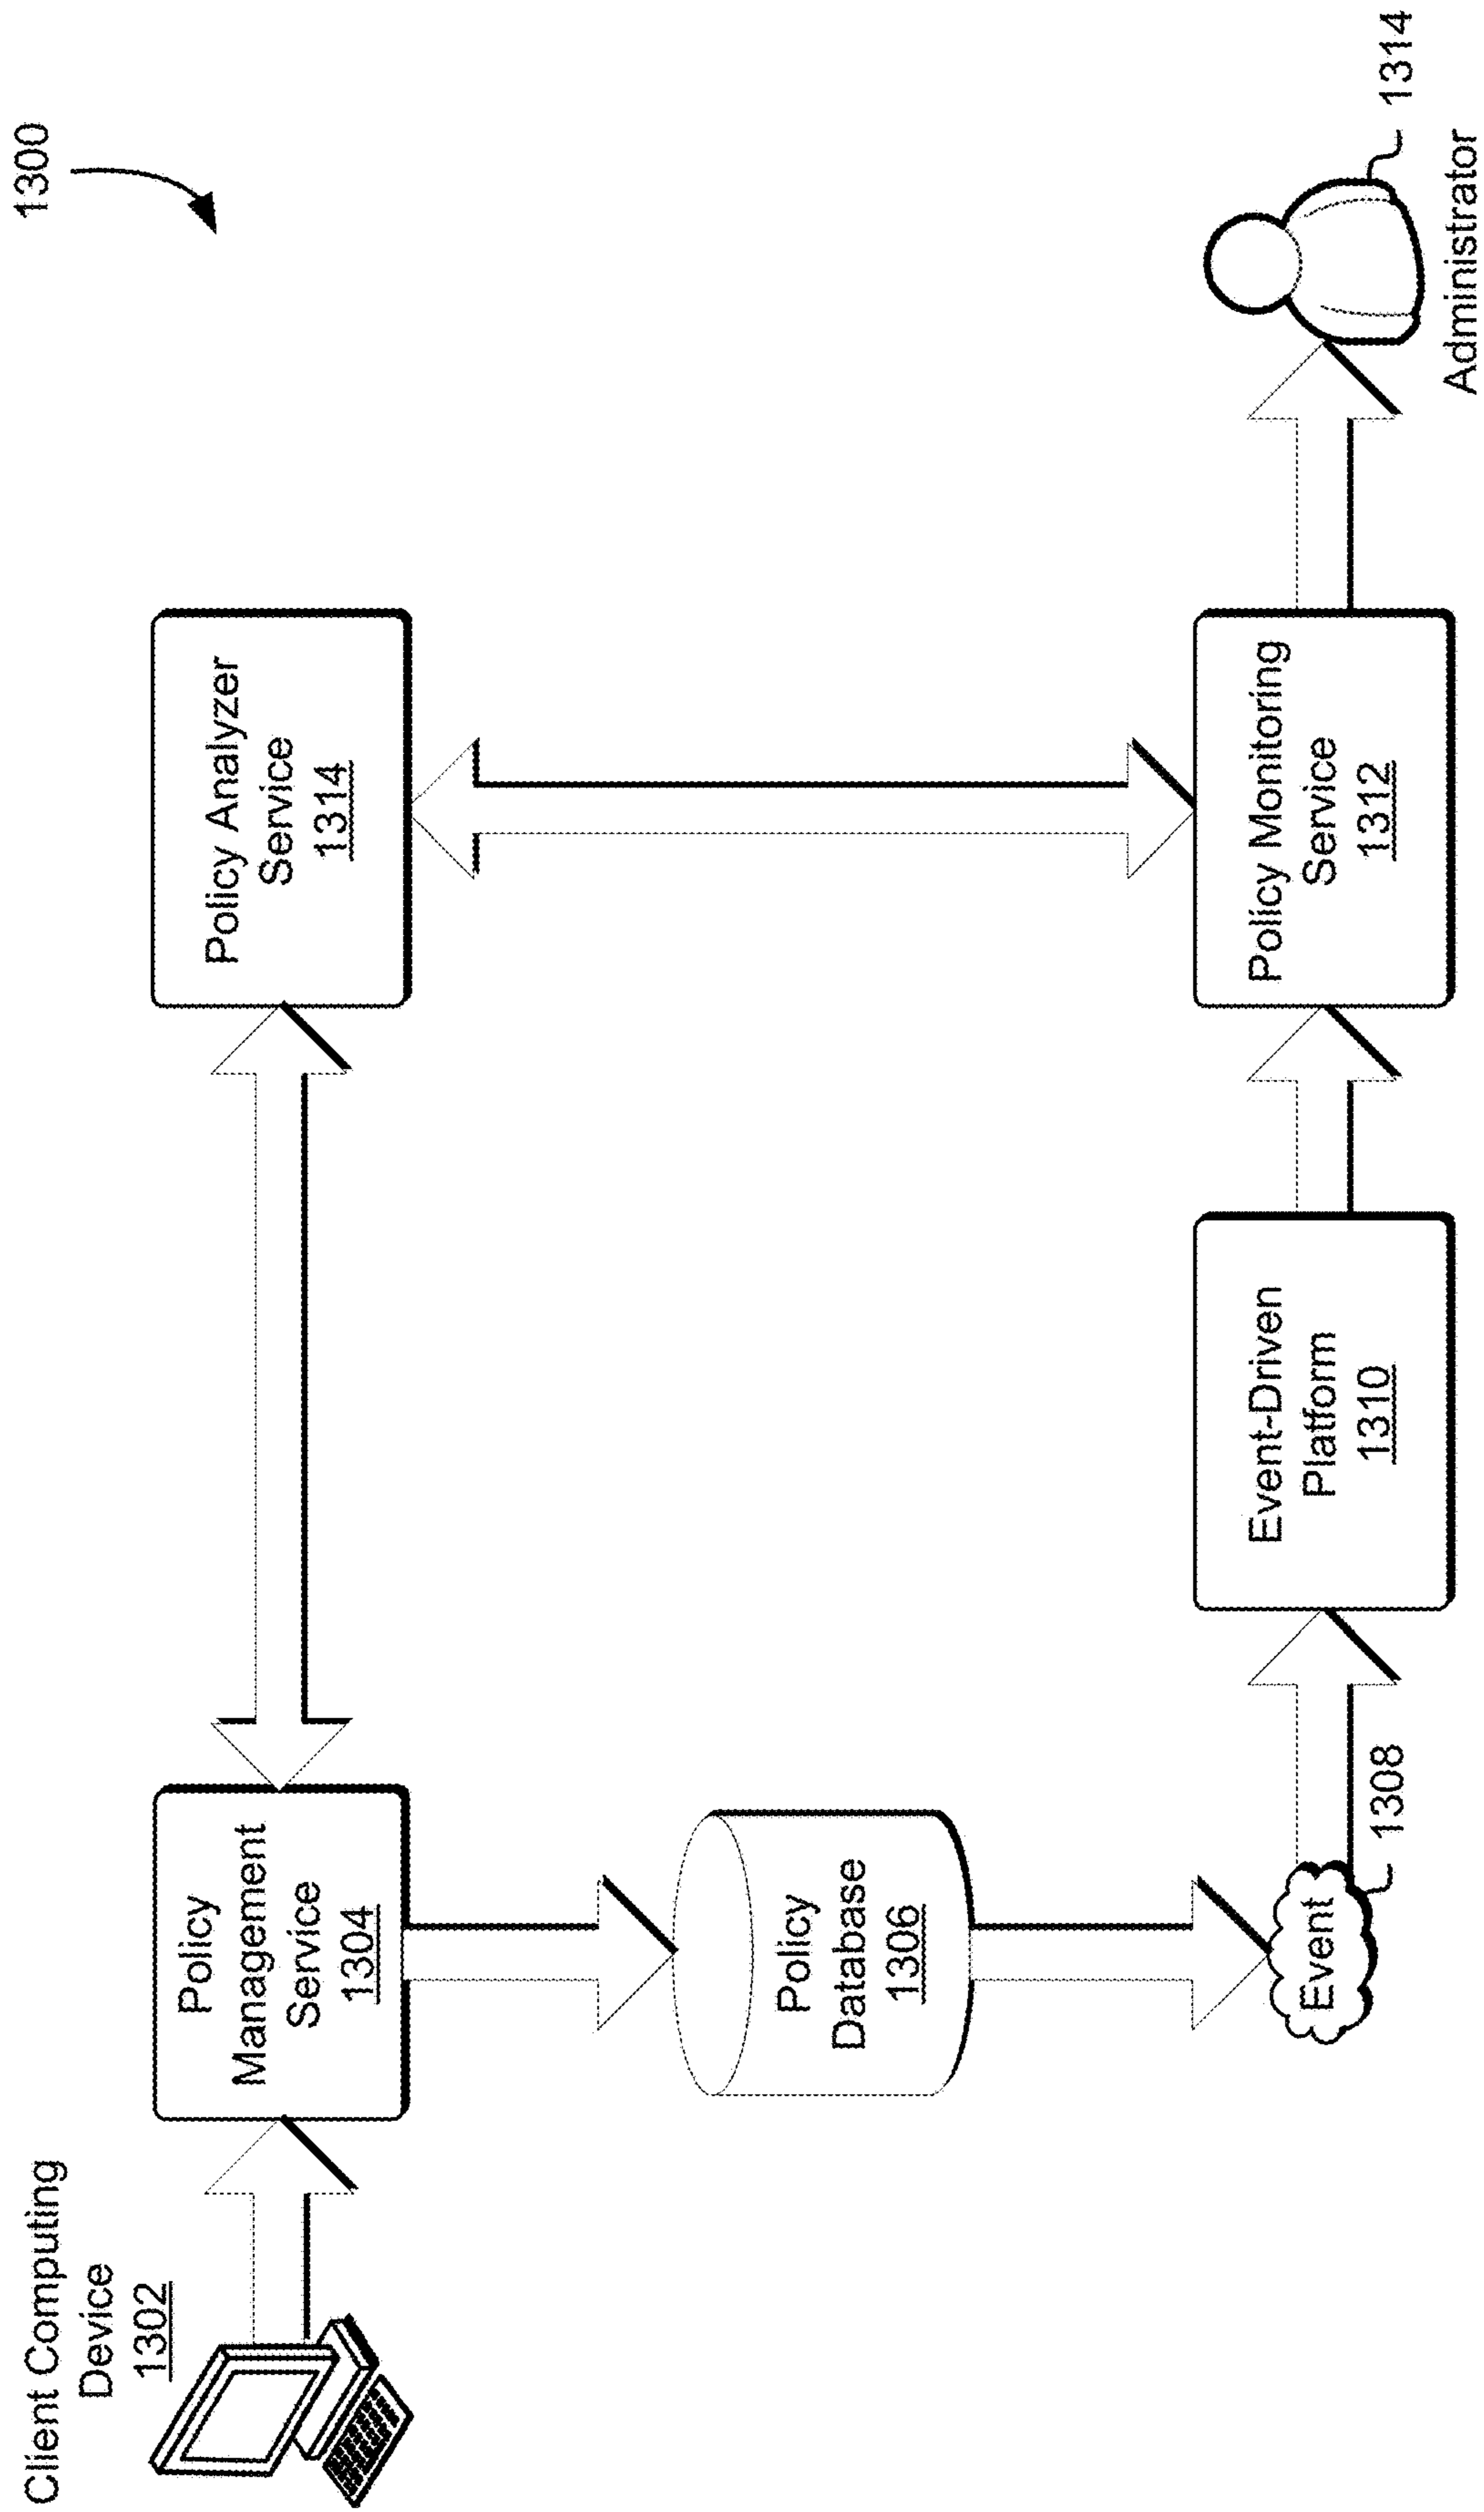 1300
Client Computing
Device
1302
Policy
Management
Service
1304
Policy Analyzer
Service
1314
Policy
Database
1306
Event
1308
Event-Driven
Platform
1310
Policy Monitoring
Service
1312
1314
Administrator